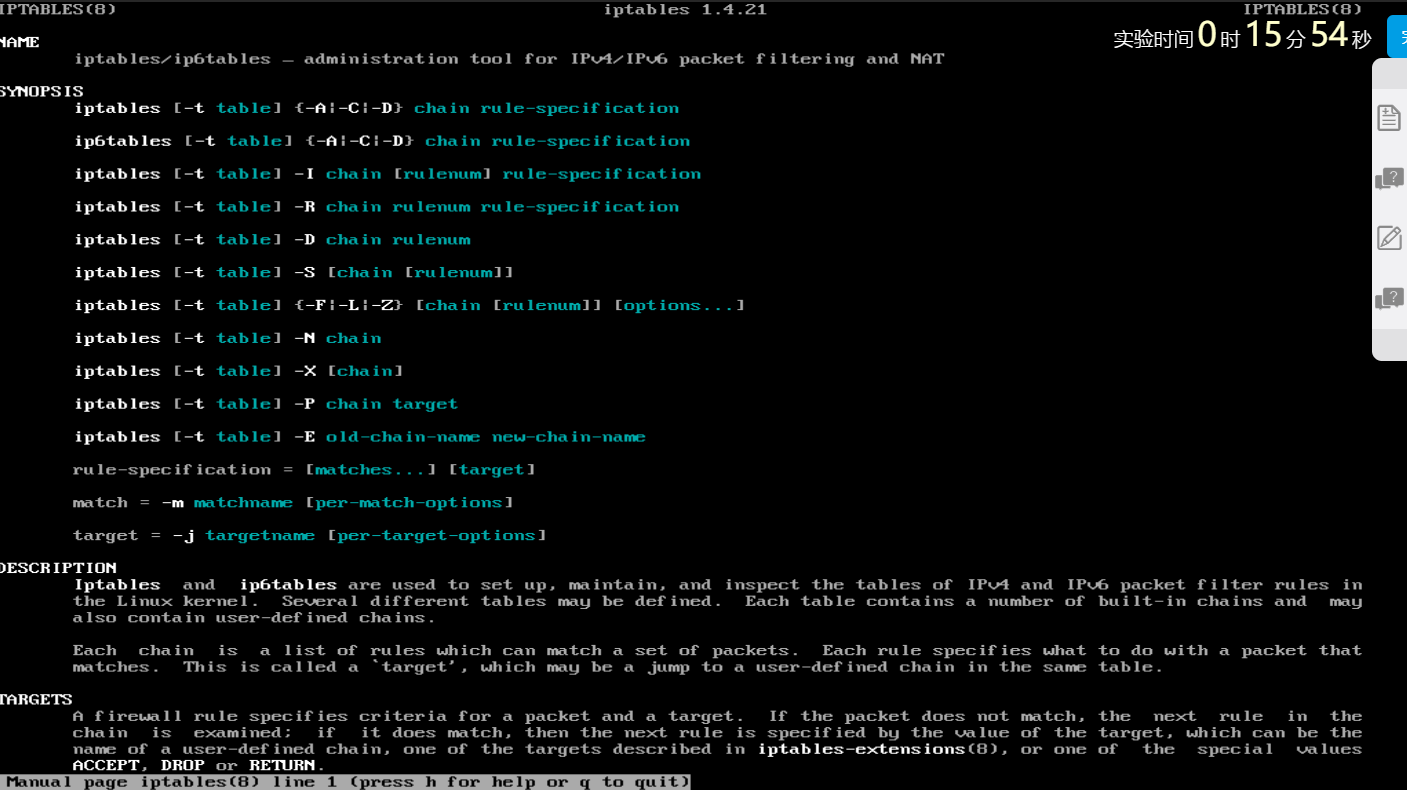 IPTABLES(8) iptables 1.4.21 IPTABLES(8)
实验时间0时15分54秒
NAME
iptables/ip6tables — administration tool for IPv4/IPv6 packet filtering and NAT
SYNOPSIS
iptables [-t table] {-A|-C|-D} chain rule-specification
ip6tables [-t table] {-A|-C|-D} chain rule-specification
iptables [-t table] -I chain [rulenum] rule-specification
iptables [-t table] -R chain rulenum rule-specification
iptables [-t table] -D chain rulenum
iptables [-t table] -S [chain [rulenum]]
iptables [-t table] {-F|-L|-Z} [chain [rulenum]] [options...]
iptables [-t table] -N chain
iptables [-t table] -X [chain]
iptables [-t table] -P chain target
iptables [-t table] -E old-chain-name new-chain-name
rule-specification = [matches...] [target]
match = -m matchname [per-match-options]
target = -j targetname [per-target-options]
DESCRIPTION
Iptables and ip6tables are used to set up, maintain, and inspect the tables of IPv4 and IPv6 packet filter rules in
the Linux kernel. Several different tables may be defined. Each table contains a number of built-in chains and may
also contain user-defined chains.
Each chain is a list of rules which can match a set of packets. Each rule specifies what to do with a packet that
matches. This is called a `target', which may be a jump to a user-defined chain in the same table.
TARGETS
A firewall rule specifies criteria for a packet and a target. If the packet does not match, the next rule in the
chain is examined; if it does match, then the next rule is specified by the value of the target, which can be the
name of a user-defined chain, one of the targets described in iptables-extensions(8), or one of the special values
ACCEPT, DROP or RETURN.
Manual page iptables(8) line 1 (press h for help or q to quit)